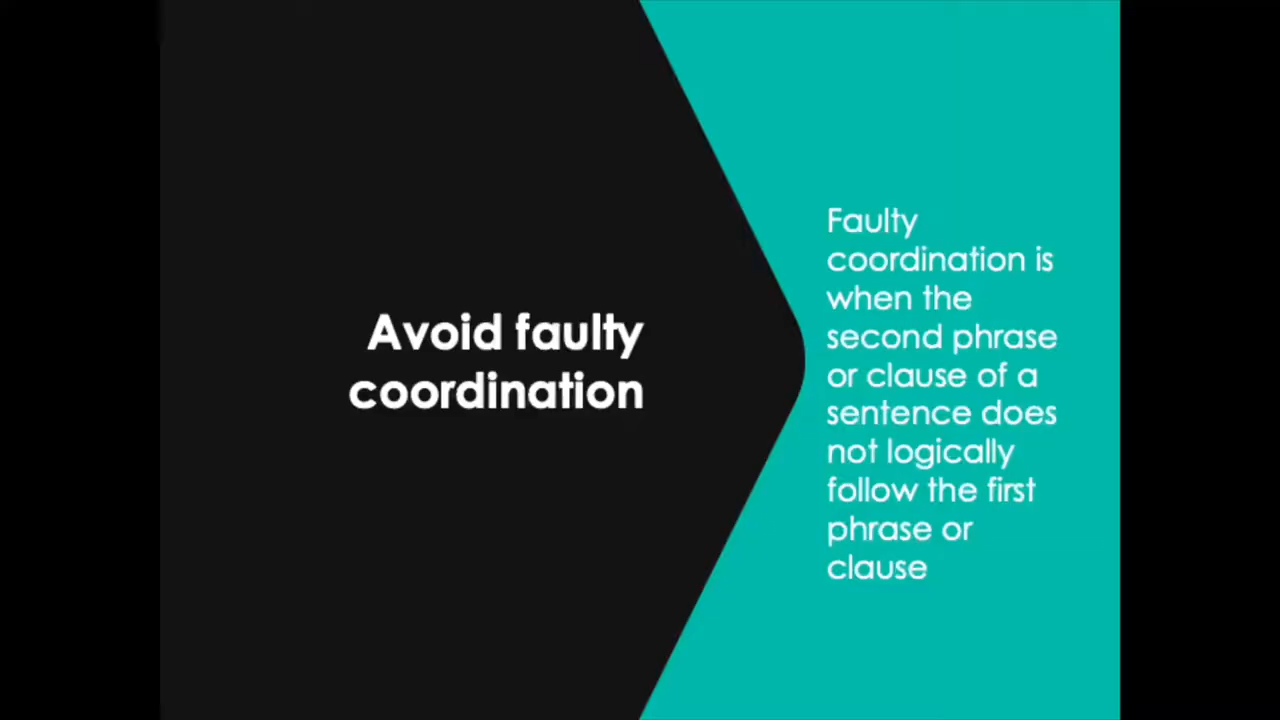 Avoid faulty
coordination
Faulty
coordination is
when the
second phrase
or clause of a
sentence does
not logically
follow the first
phrase or
clause